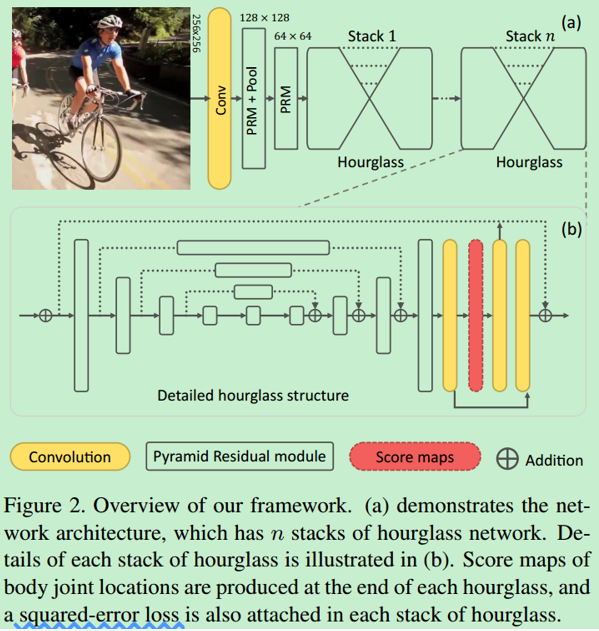 256x256
128 × 128
64 × 64
Stack 1
Stack n
(a)
Conv
PRM + Pool
PRM
Hourglass
Hourglass
(b)
Detailed hourglass structure
Convolution
Pyramid Residual module
Score maps
Addition
Figure 2. Overview of our framework. (a) demonstrates the net-
work architecture, which has n stacks of hourglass network. De-
tails of each stack of hourglass is illustrated in (b). Score maps of
body joint locations are produced at the end of each hourglass, and
a squared-error loss is also attached in each stack of hourglass.